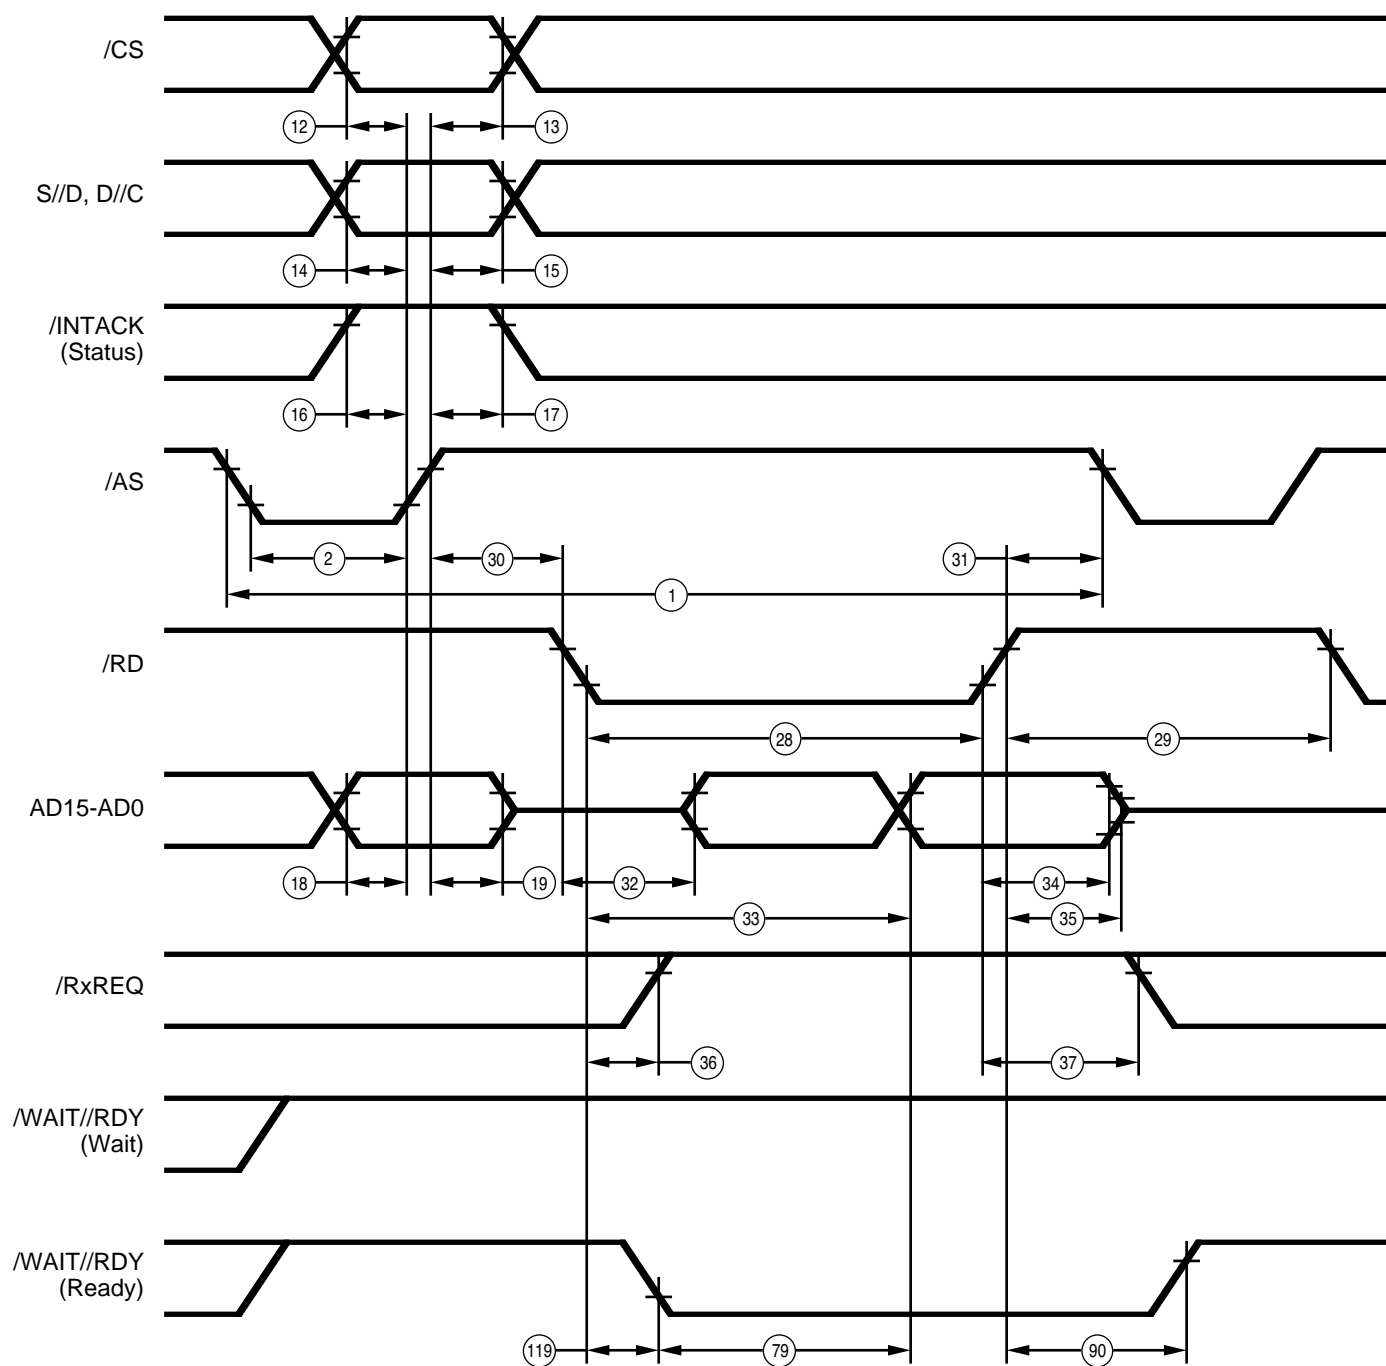 /CS
12
13
S//D, D//C
14
15
/INTACK
(Status)
16
17
/AS
2
30
31
1
/RD
28
29
AD15-AD0
18
19
32
34
33
35
/RxREQ
36
37
/WAIT//RDY
(Wait)
/WAIT//RDY
(Ready)
119
79
90